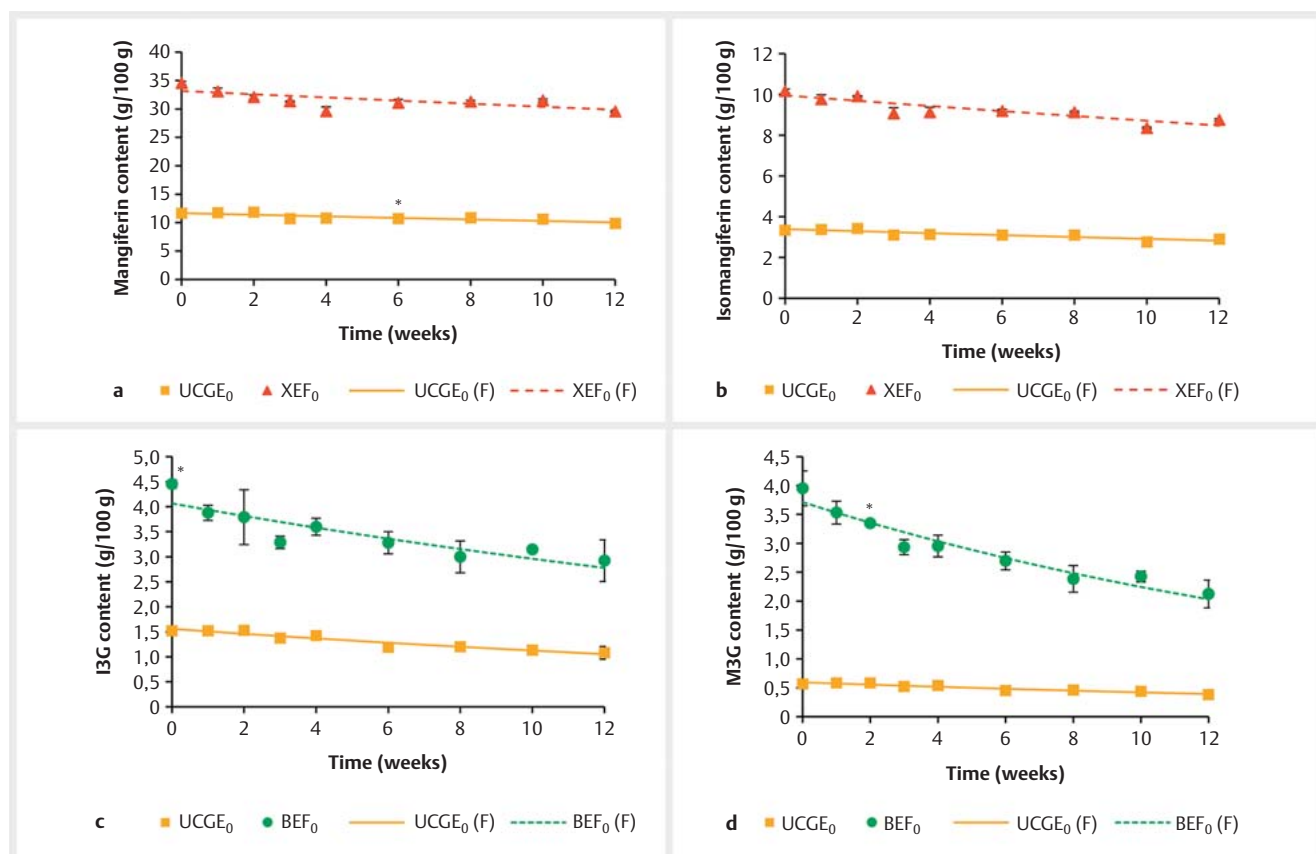 Mangiferin content (g/100 g)
40
35
30
25
20
15
10
5
0
*
0 2 4 6 8 10 12
Time (weeks)
a UCGE₀ XEF₀ UCGE₀ (F) XEF₀ (F)
Isomangiferin content (g/100 g)
12
10
8
6
4
2
0
0 2 4 6 8 10 12
Time (weeks)
b UCGE₀ XEF₀ UCGE₀ (F) XEF₀ (F)
I3G content (g/100 g)
5,0
4,5
4,0
3,5
3,0
2,5
2,0
1,5
1,0
0,5
0
*
0 2 4 6 8 10 12
Time (weeks)
c UCGE₀ BEF₀ UCGE₀ (F) BEF₀ (F)
M3G content (g/100 g)
4,5
4,0
3,5
3,0
2,5
2,0
1,5
1,0
0,5
0
*
0 2 4 6 8 10 12
Time (weeks)
d UCGE₀ BEF₀ UCGE₀ (F) BEF₀ (F)